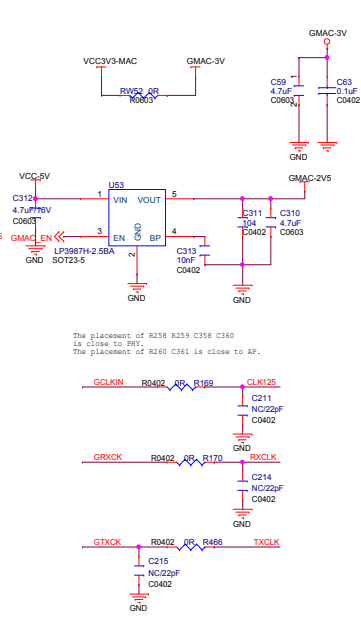 GMAC-3V
VCC3V3-MAC
GMAC-3V
RW52 0R
R0603
C59
4.7uF
C0603
1
2
C63
0.1uF
C0402
GND
VCC-5V
GMAC-2V5
C312
4.7uF/16V
C0603
U53
1
VIN
VOUT
5
3
EN
BP
4
GND
2
GMAC_EN
LP3987H-2.5BA
SOT23-5
GND
GND
C313
10nF
C0402
C311
104
C0402
C310
4.7uF
C0603
GND
The placement of R258 R259 C358 C360
is close to PHY.
The placement of R260 C361 is close to AP.
GCLKIN
R0402 0R R169
CLK125
C211
NC/22pF
C0402
GND
GRXCK
R0402 0R R170
RXCLK
C214
NC/22pF
C0402
GND
GTXCK
R0402 0R R466
TXCLK
C215
NC/22pF
C0402
GND